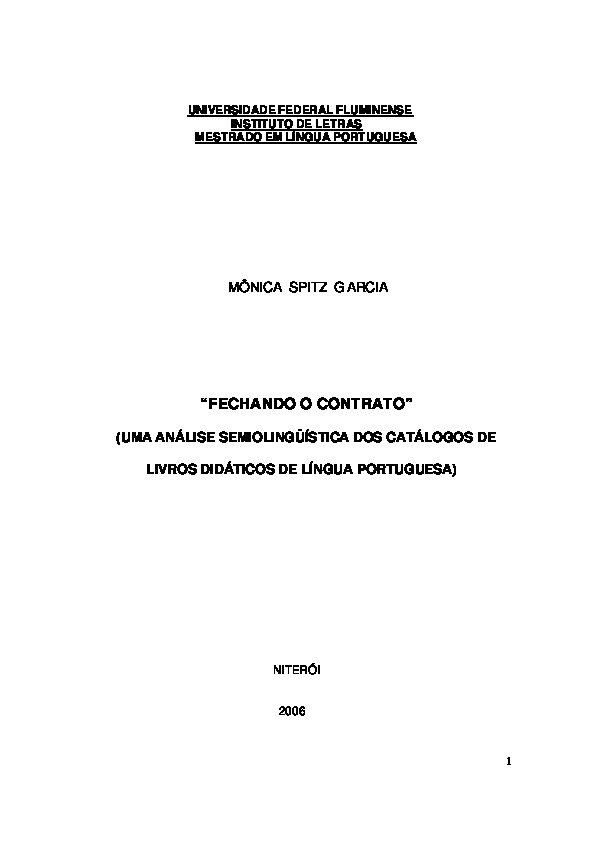 UNIVERSIDADE FEDERAL FLUMINENSE
INSTITUTO DE LETRAS
MESTRADO EM LÍNGUA PORTUGUESA
MÔNICA SPITZ GARCIA
“FECHANDO O CONTRATO”
(UMA ANÁLISE SEMIOLINGÜÍSTICA DOS CATÁLOGOS DE
LIVROS DIDÁTICOS DE LÍNGUA PORTUGUESA)
NITERÓI
2006
1